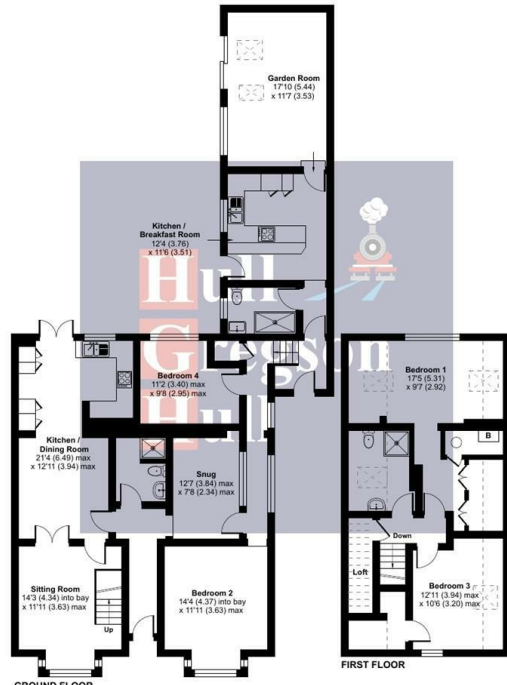 Garden Room
17'10 (5.44)
x 11'7 (3.53)
Kitchen /
Breakfast Room
12'4 (3.76)
x 11'6 (3.51)
Hull
Gregson
Hull
Bedroom 4
11'2 (3.40) max
x 9'8 (2.95) max
Bedroom 1
17'5 (5.31)
x 9'7 (2.92)
Kitchen /
Dining Room
21'4 (6.49) max
x 12'11 (3.94) max
Snug
12'7 (3.84) max
x 7'8 (2.34) max
B
Sitting Room
14'3 (4.34) into bay
x 11'11 (3.63) max
Up
Bedroom 2
14'4 (4.37) into bay
x 11'11 (3.63) max
Down
Loft
Bedroom 3
12'11 (3.94) max
x 10'6 (3.20) max
GROUND FLOOR
FIRST FLOOR